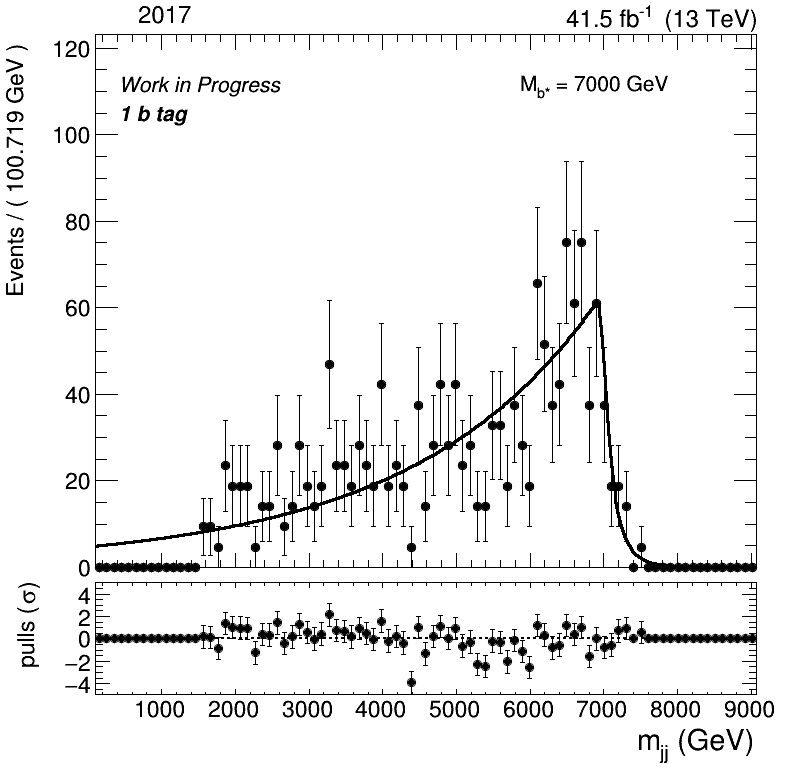 2017 41.5 fb⁻¹ (13 TeV)
Events / ( 100.719 GeV )
120
100
80
60
40
20
0
Work in Progress
1 b tag
M_b* = 7000 GeV
pulls (σ)
4
2
0
−2
−4
1000 2000 3000 4000 5000 6000 7000 8000 9000
m_jj (GeV)